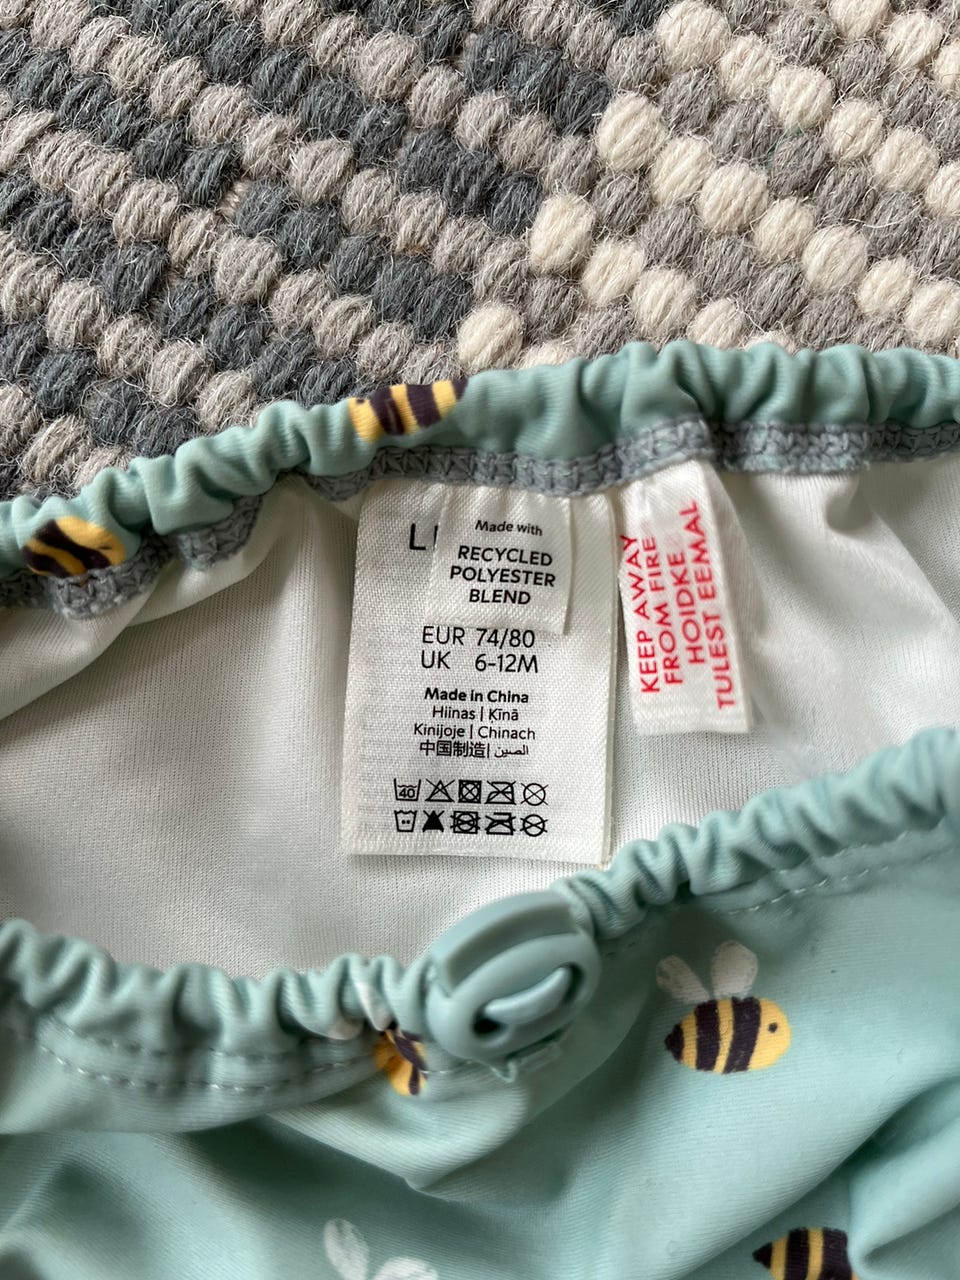 Made with
RECYCLED
POLYESTER
BLEND
EUR 74/80
UK 6-12M
Made in China
Hiinas | Ķīnā
Kinijoje | Chinach
中国制造| الصين
40
KEEP AWAY
FROM FIRE
HOIDKE
TULEST EEMAL